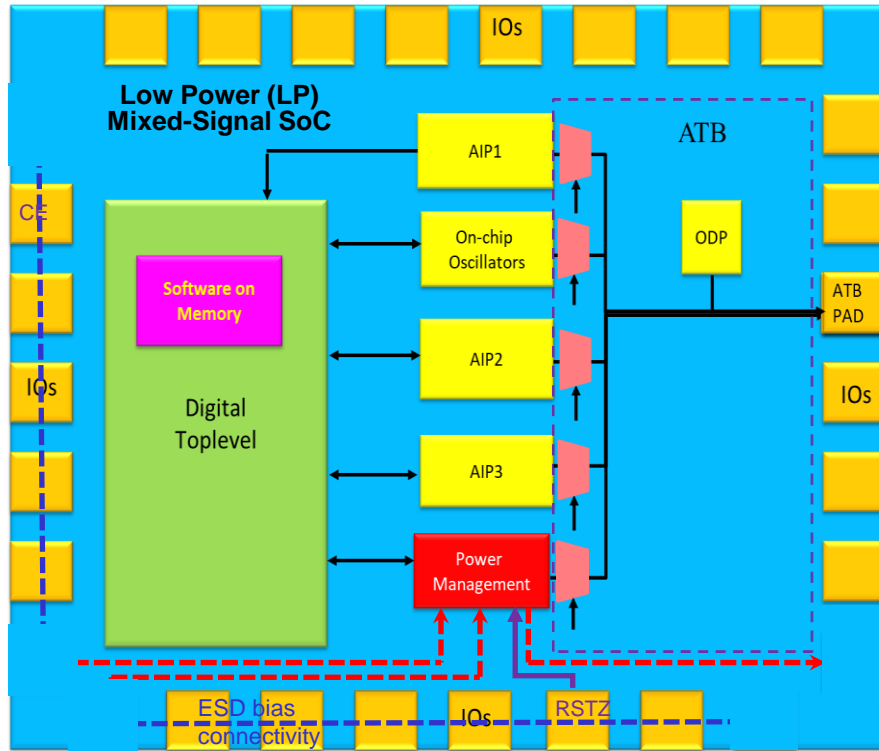 IOs
Low Power (LP)
Mixed-Signal SoC
ATB
AIP1
CE
On-chip
Oscillators
ODP
Software on
Memory
ATB
PAD
AIP2
IOs
IOs
Digital
Toplevel
AIP3
Power
Management
ESD bias
connectivity
IOs
RSTZ